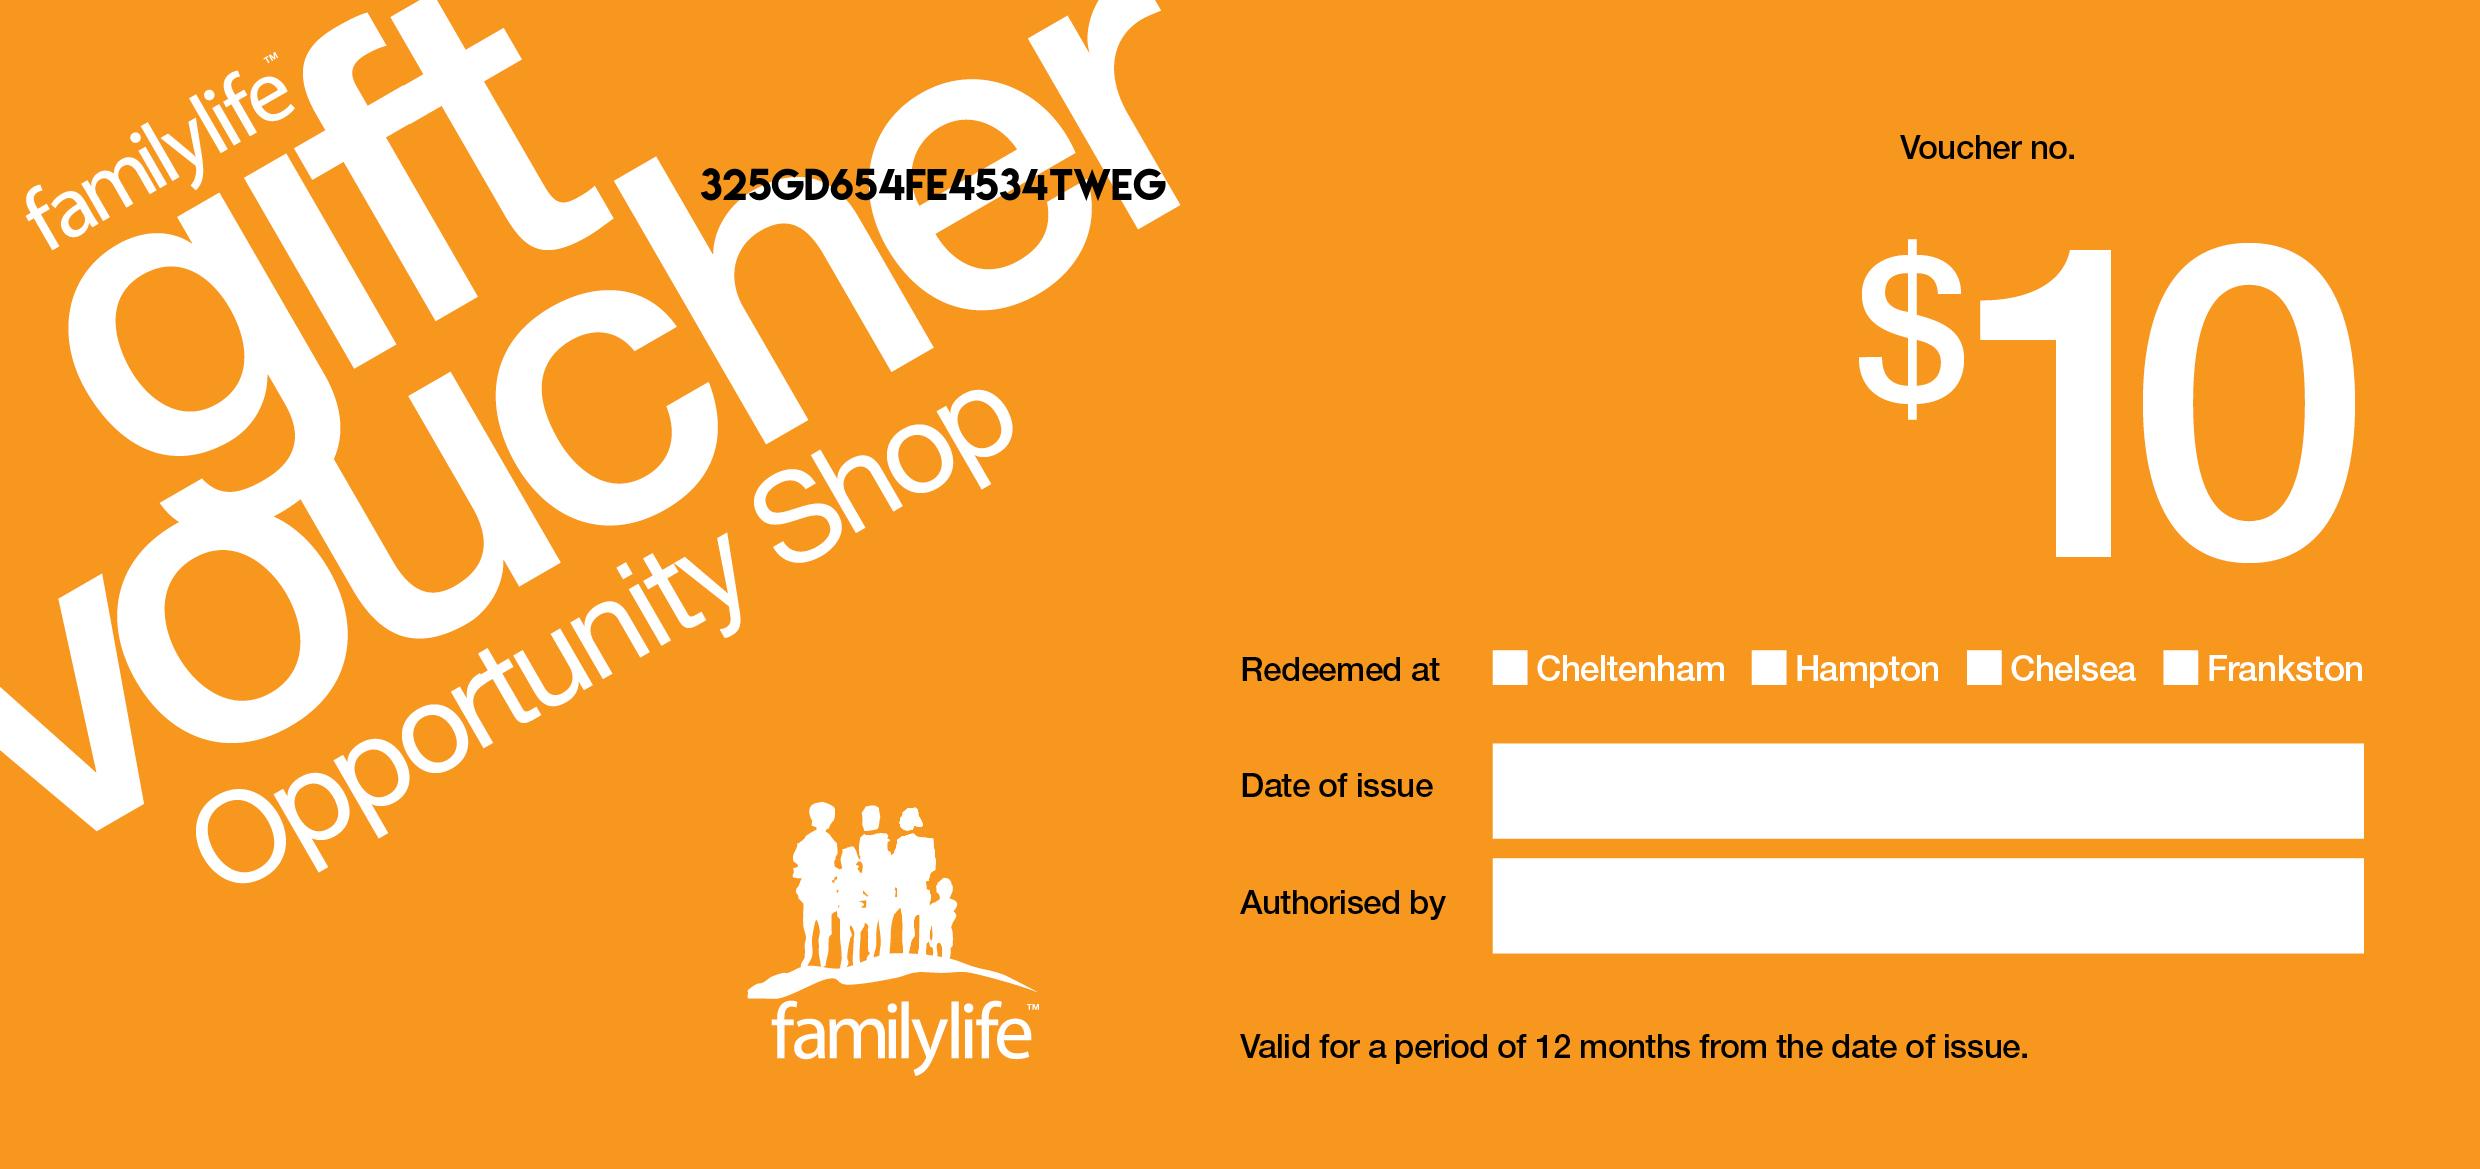 familylife™
gift
voucher
Opportunity Shop
325GD654FE4534TWEG
familylife™
Voucher no.
$10
Redeemed at Cheltenham Hampton Chelsea Frankston
Date of issue
Authorised by
Valid for a period of 12 months from the date of issue.